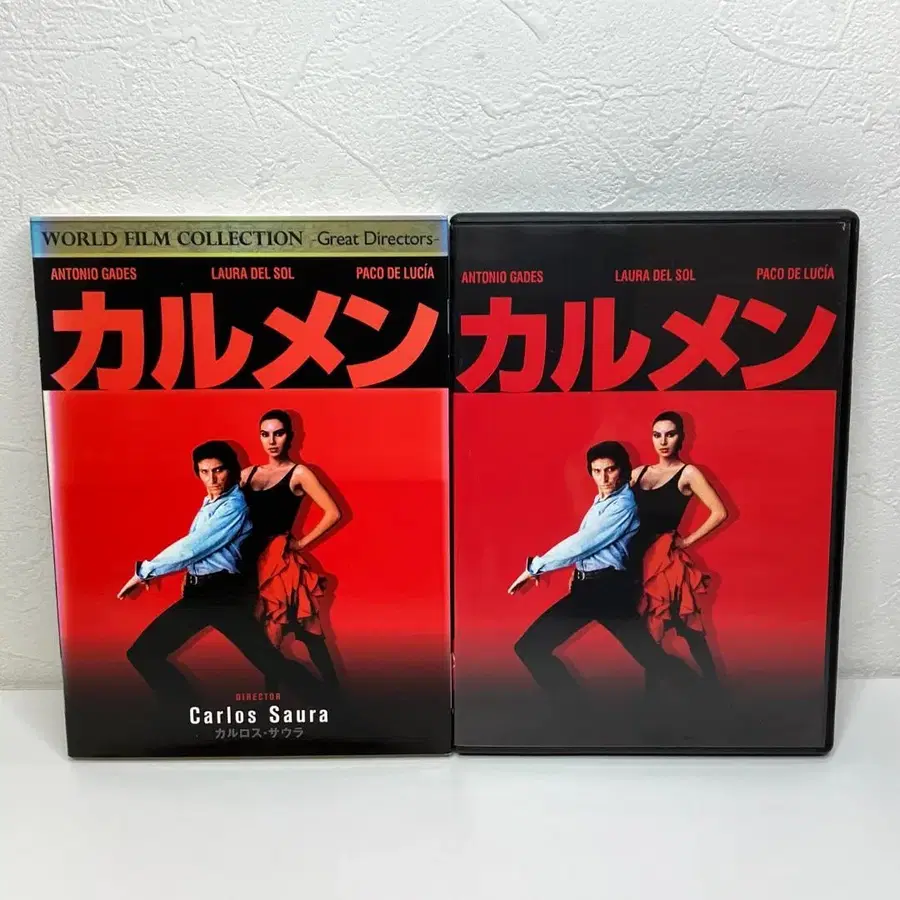 WORLD FILM COLLECTION -Great Directors-
ANTONIO GADES LAURA DEL SOL PACO DE LUCÍA
カルメン
DIRECTOR
Carlos Saura
カルロス・サウラ
ANTONIO GADES LAURA DEL SOL PACO DE LUCÍA
カルメン